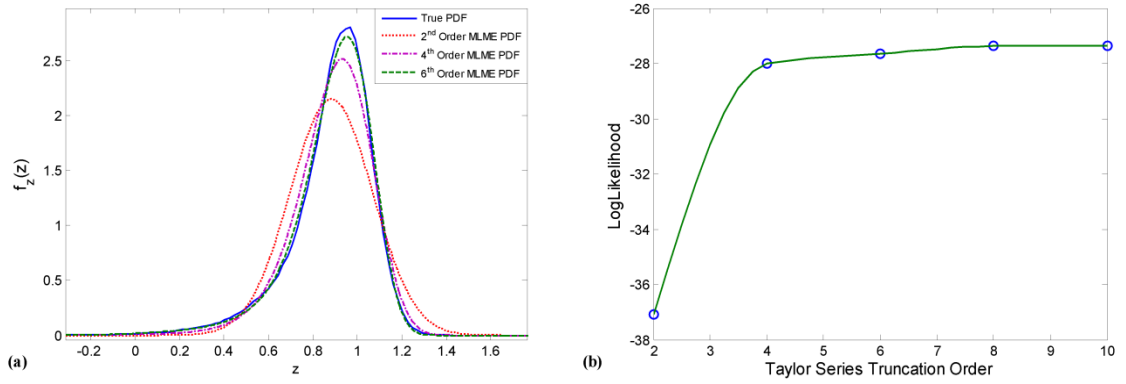 True PDF
2nd Order MLME PDF
4th Order MLME PDF
6th Order MLME PDF
2.5
2
1.5
1
0.5
0
fz(z)
-0.2 0 0.2 0.4 0.6 0.8 1 1.2 1.4 1.6
z
(a)
-26
-28
-30
-32
-34
-36
-38
LogLikelihood
2 3 4 5 6 7 8 9 10
Taylor Series Truncation Order
(b)